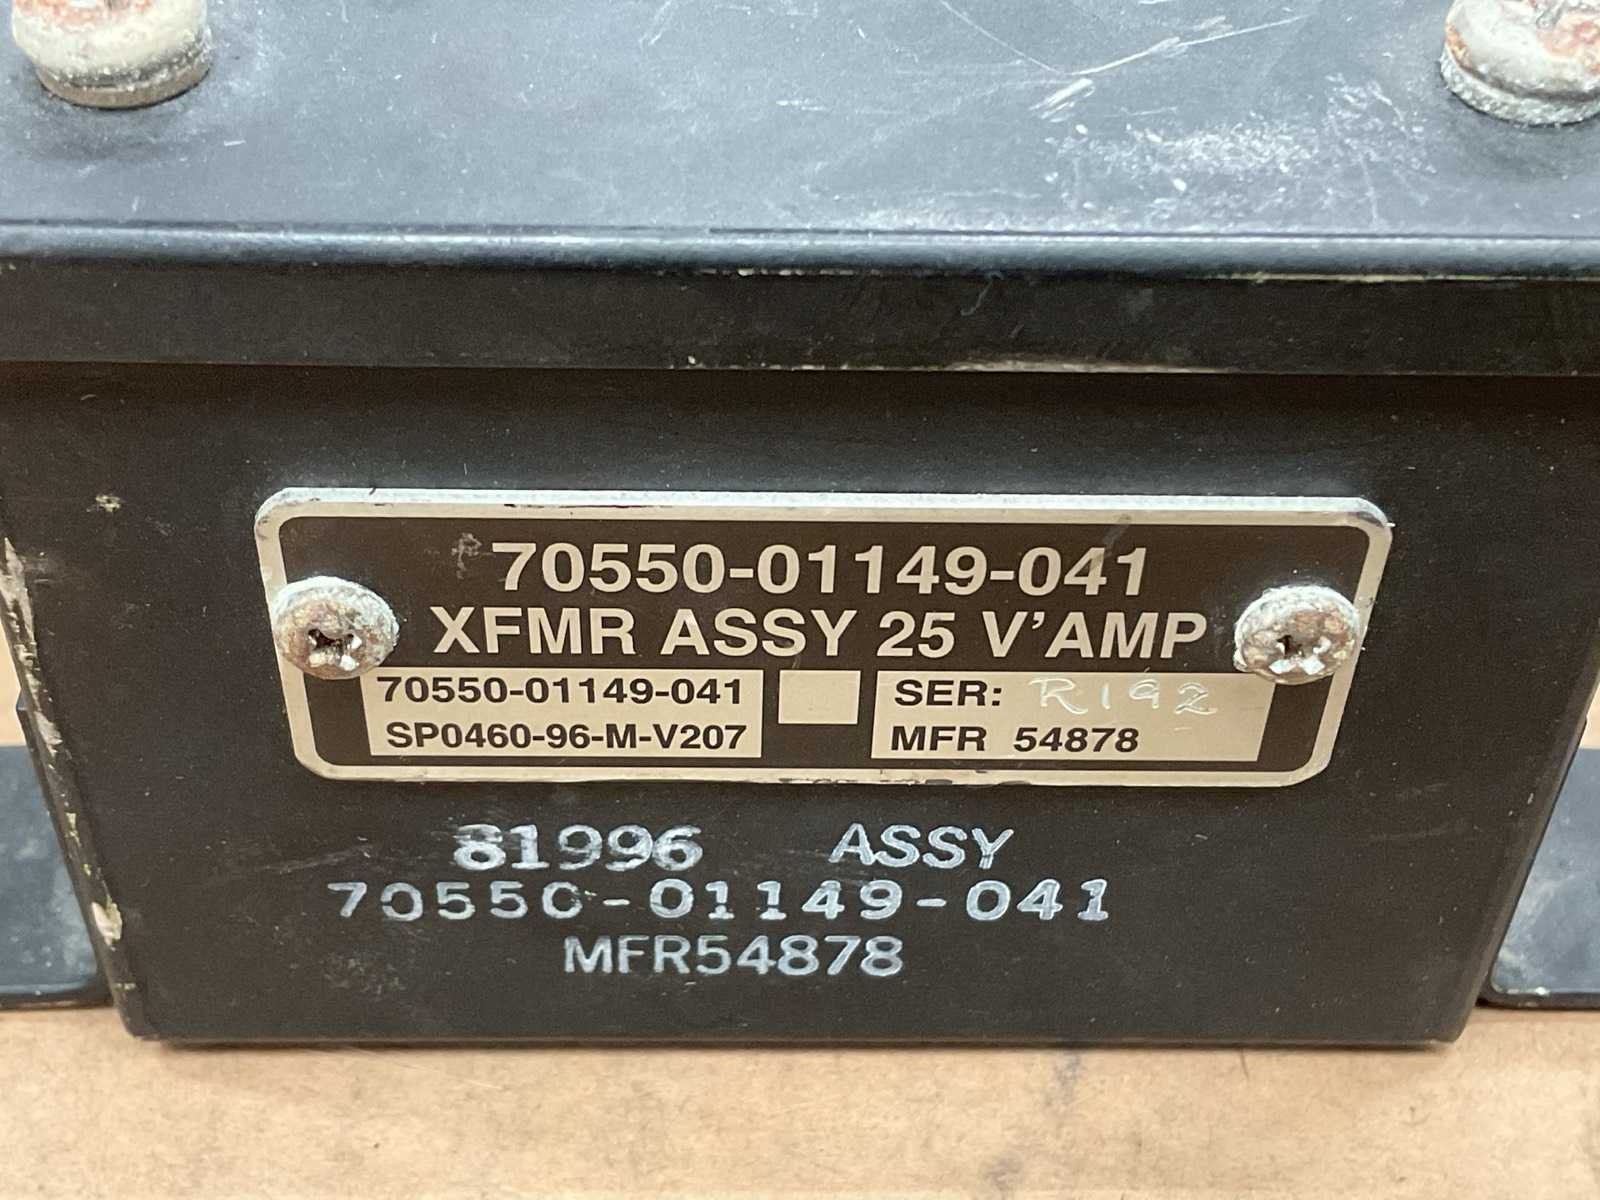 70550-01149-041
XFMR ASSY 25 V'AMP
70550-01149-041
SP0460-96-M-V207
SER: R192
MFR 54878
81996 ASSY
70550-01149-041
MFR54878